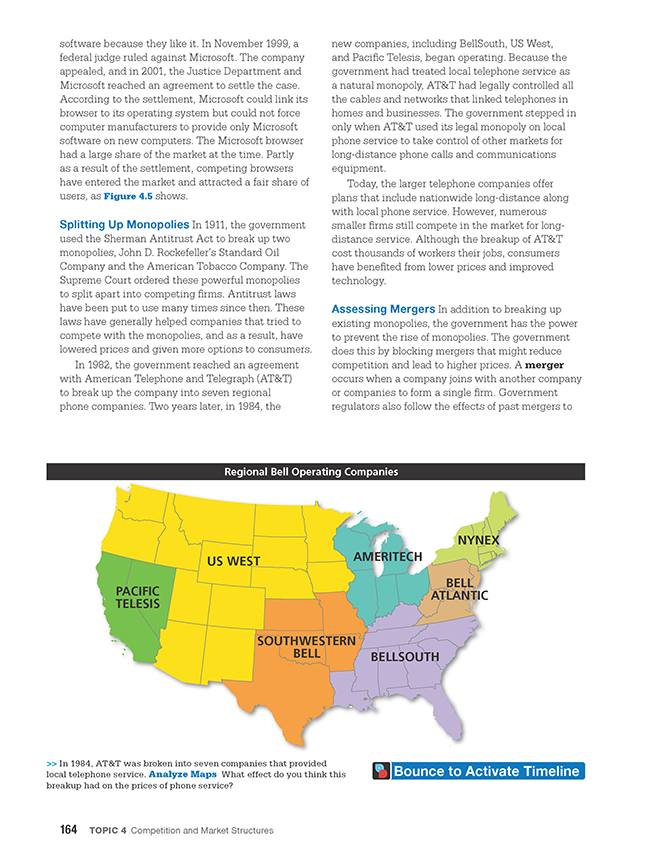 software because they like it. In November 1999, a
federal judge ruled against Microsoft. The company
appealed, and in 2001, the Justice Department and
Microsoft reached an agreement to settle the case.
According to the settlement, Microsoft could link its
browser to its operating system but could not force
computer manufacturers to provide only Microsoft
software on new computers. The Microsoft browser
had a large share of the market at the time. Partly
as a result of the settlement, competing browsers
have entered the market and attracted a fair share of
users, as Figure 4.5 shows.
Splitting Up Monopolies In 1911, the government
used the Sherman Antitrust Act to break up two
monopolies, John D. Rockefeller's Standard Oil
Company and the American Tobacco Company. The
Supreme Court ordered these powerful monopolies
to split apart into competing firms. Antitrust laws
have been put to use many times since then. These
laws have generally helped companies that tried to
compete with the monopolies, and as a result, have
lowered prices and given more options to consumers.
In 1982, the government reached an agreement
with American Telephone and Telegraph (AT&T)
to break up the company into seven regional
phone companies. Two years later, in 1984, the
new companies, including BellSouth, US West,
and Pacific Telesis, began operating. Because the
government had treated local telephone service as
a natural monopoly, AT&T had legally controlled all
the cables and networks that linked telephones in
homes and businesses. The government stepped in
only when AT&T used its legal monopoly on local
phone service to take control of other markets for
long-distance phone calls and communications
equipment.
Today, the larger telephone companies offer
plans that include nationwide long-distance along
with local phone service. However, numerous
smaller firms still compete in the market for long-
distance service. Although the breakup of AT&T
cost thousands of workers their jobs, consumers
have benefited from lower prices and improved
technology.
Assessing Mergers In addition to breaking up
existing monopolies, the government has the power
to prevent the rise of monopolies. The government
does this by blocking mergers that might reduce
competition and lead to higher prices. A merger
occurs when a company joins with another company
or companies to form a single firm. Government
regulators also follow the effects of past mergers to
Regional Bell Operating Companies
US WEST
AMERITECH
NYNEX
PACIFIC
TELESIS
BELL
ATLANTIC
SOUTHWESTERN
BELL
BELLSOUTH
>> In 1984, AT&T was broken into seven companies that provided
local telephone service. Analyze Maps What effect do you think this
breakup had on the prices of phone service?
Bounce to Activate Timeline
164 TOPIC 4 Competition and Market Structures